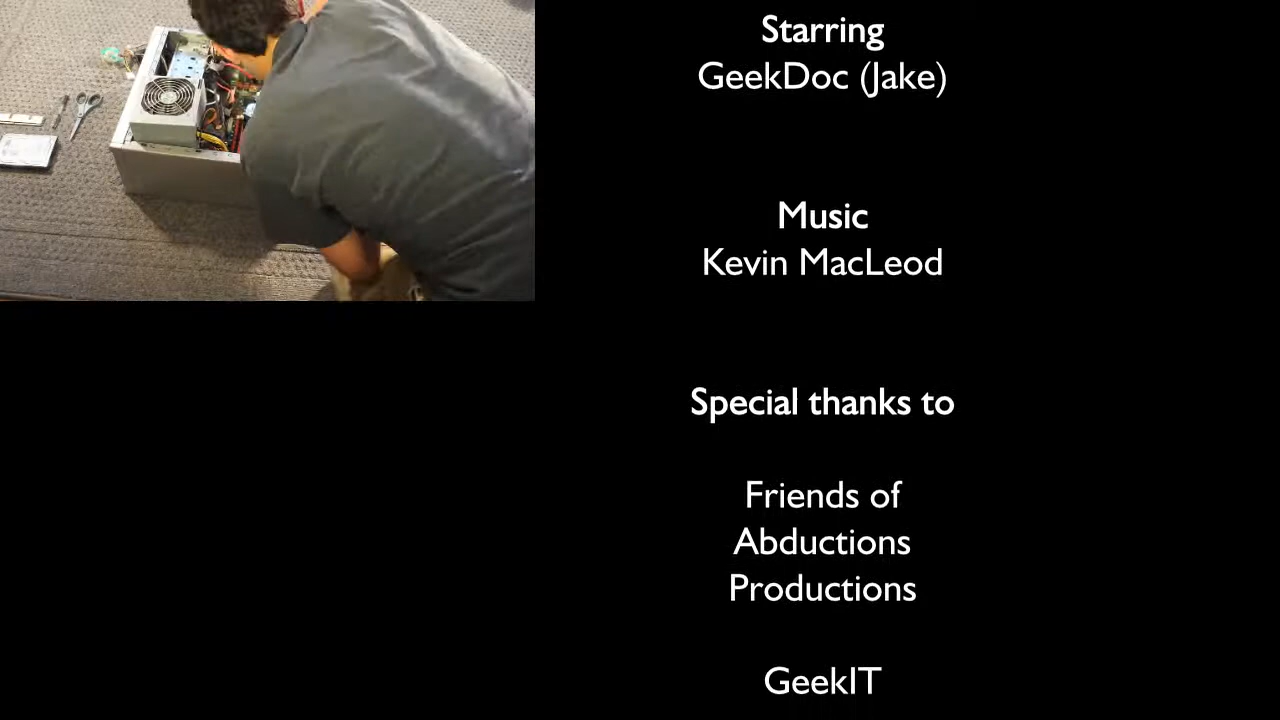 Starring
GeekDoc (Jake)
Music
Kevin MacLeod
Special thanks to
Friends of
Abductions
Productions
GeekIT